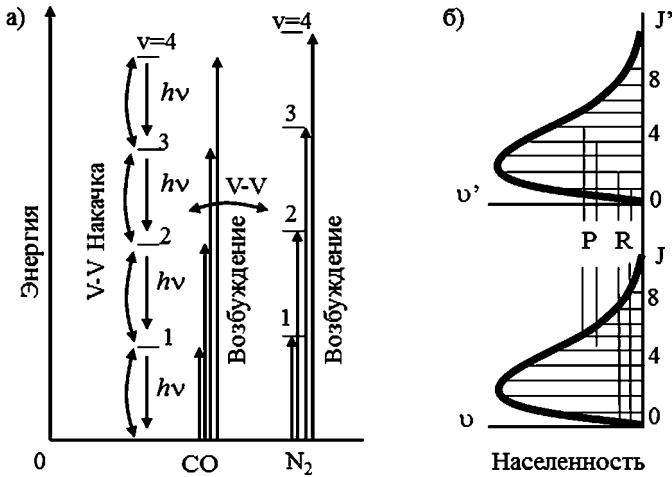 а)
Энергия
V-V Накачка
v=4
hν
3
hν
2
hν
1
hν
V-V
Возбуждение
v=4
3
2
1
Возбуждение
0
CO
N₂
б)
J’
8
4
0
υ’
P R
J
8
4
0
υ
Населенность